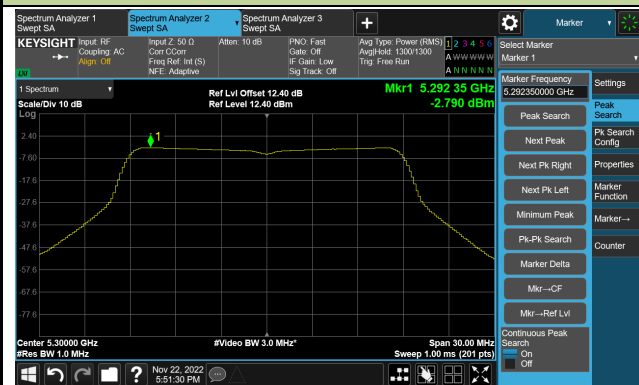 Spectrum Analyzer 1
Swept SA
Spectrum Analyzer 2
Swept SA
Spectrum Analyzer 3
Swept SA
Marker
KEYSIGHT
Input: RF
Coupling: AC
Align: Off
Input Z: 50 Ω
Corr CCorr
Freq Ref: Int (S)
NFE: Adaptive
Atten: 10 dB
PNO: Fast
Gate: Off
IF Gain: Low
Sig Track: Off
Avg Type: Power (RMS)
Avg|Hold: 1300/1300
Trig: Free Run
1 2 3 4 5 6
A W W W W W
A N N N N N
LXI
Select Marker
Marker 1
1 Spectrum
Scale/Div 10 dB
Log
Ref Lvl Offset 12.40 dB
Ref Level 12.40 dBm
Mkr1 5.292 35 GHz
-2.790 dBm
1
2.40
-7.60
-17.6
-27.6
-37.6
-47.6
-57.6
-67.6
-77.6
Center 5.30000 GHz
#Res BW 1.0 MHz
#Video BW 3.0 MHz*
Span 30.00 MHz
Sweep 1.00 ms (201 pts)
Marker Frequency
5.292350000 GHz
Peak Search
Next Peak
Next Pk Right
Next Pk Left
Minimum Peak
Pk-Pk Search
Marker Delta
Mkr→CF
Mkr→Ref Lvl
Continuous Peak
Search
On
Off
Settings
Peak
Search
Pk Search
Config
Properties
Marker
Function
Marker→
Counter
?
Nov 22, 2022
5:51:30 PM